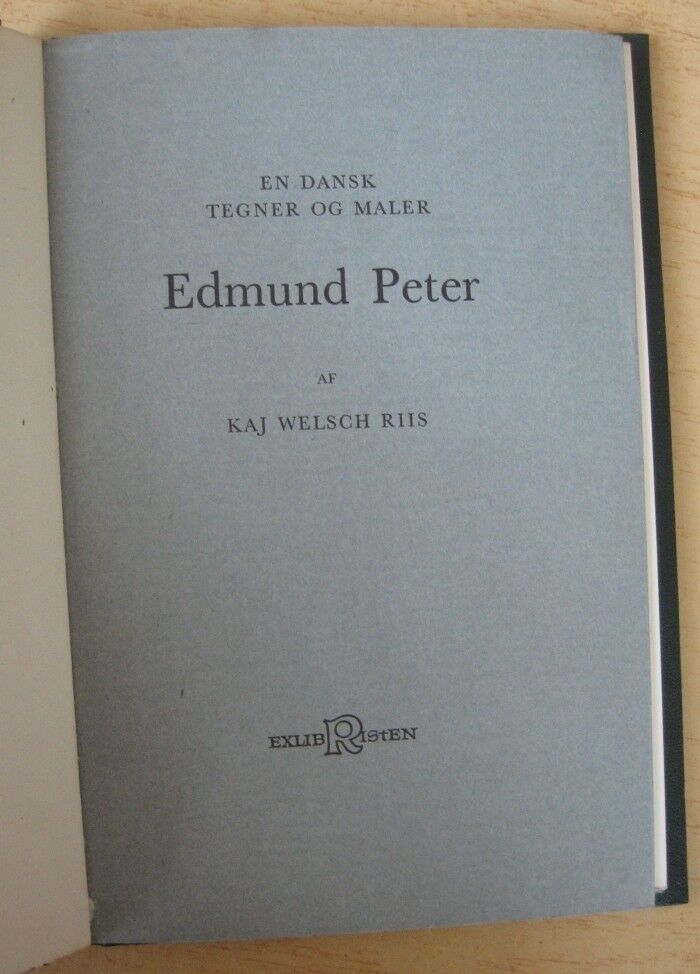 EN DANSK
TEGNER OG MALER
Edmund Peter
AF
KAJ WELSCH RIIS
EXLIBRIStEN